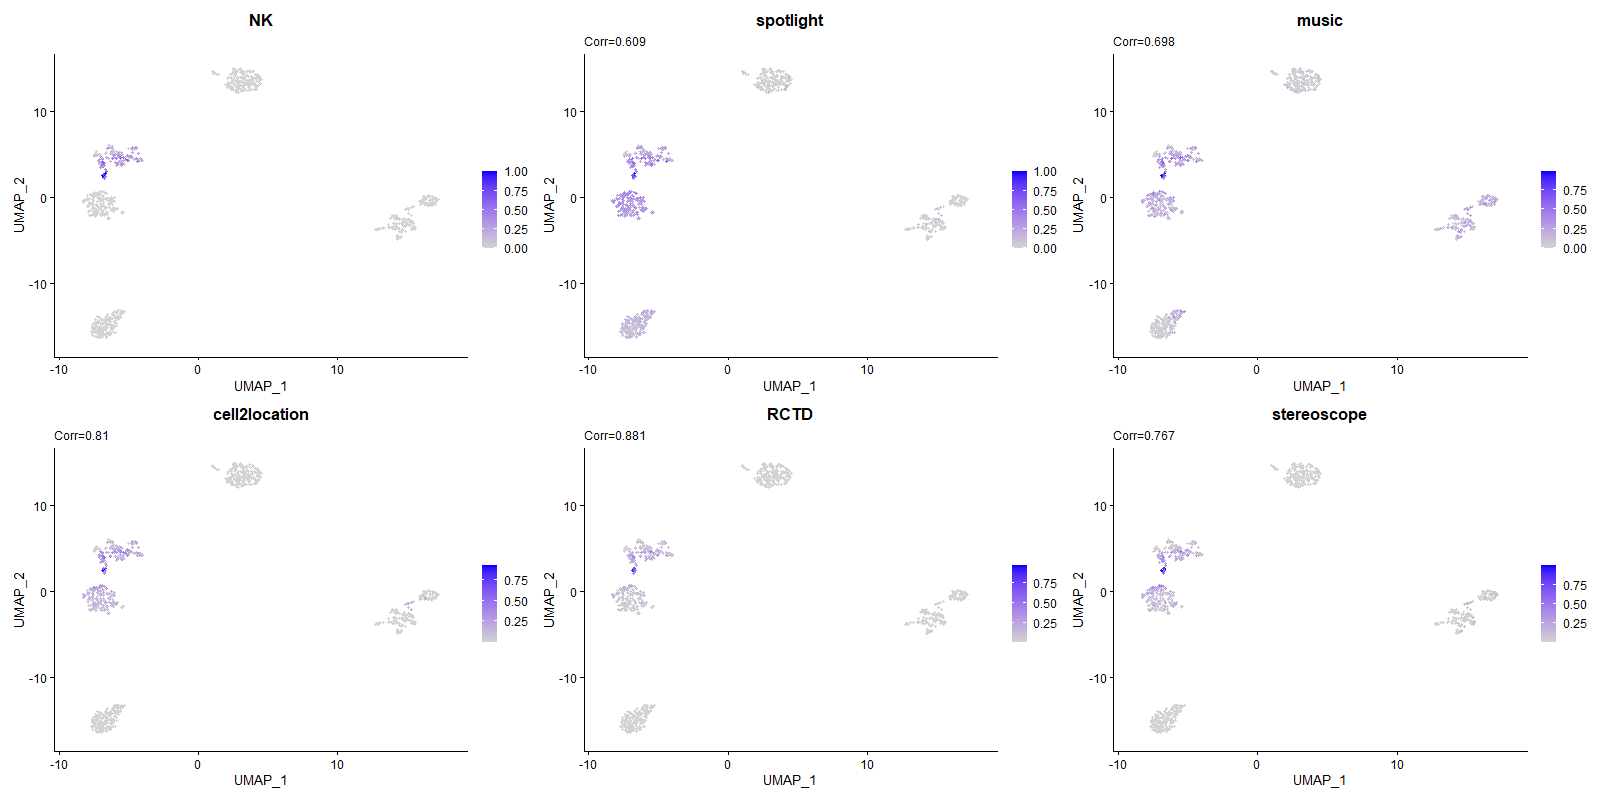 NK
10
0
-10
-10
0
10
UMAP_1
UMAP_2
1.00
0.75
0.50
0.25
0.00
spotlight
Corr=0.609
10
0
-10
-10
0
10
UMAP_1
UMAP_2
1.00
0.75
0.50
0.25
0.00
music
Corr=0.698
10
0
-10
-10
0
10
UMAP_1
UMAP_2
0.75
0.50
0.25
0.00
cell2location
Corr=0.81
10
0
-10
-10
0
10
UMAP_1
UMAP_2
0.75
0.50
0.25
RCTD
Corr=0.881
10
0
-10
-10
0
10
UMAP_1
UMAP_2
0.75
0.50
0.25
stereoscope
Corr=0.767
10
0
-10
-10
0
10
UMAP_1
UMAP_2
0.75
0.50
0.25